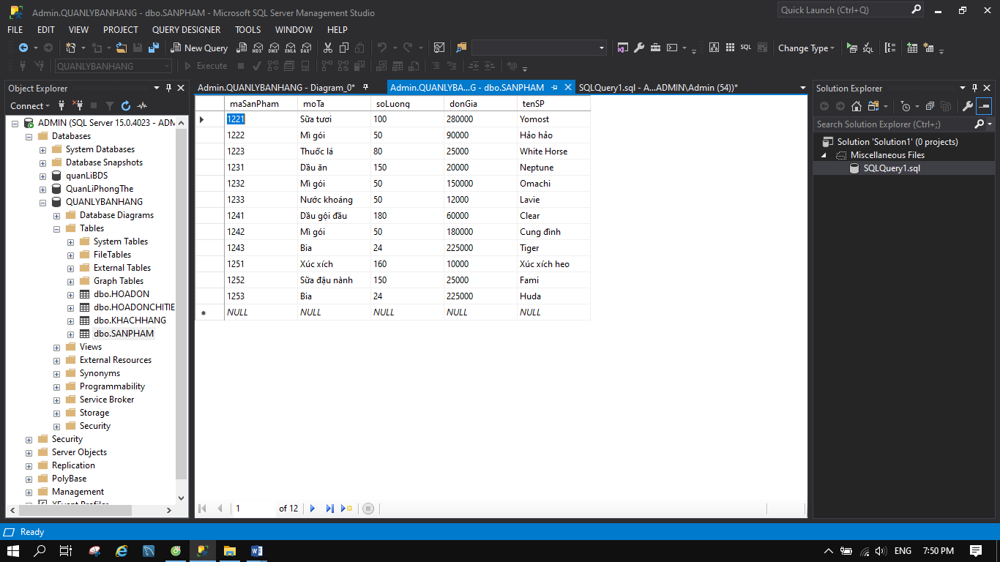 Admin.QUANLYBANHANG - dbo.SANPHAM - Microsoft SQL Server Management Studio
Quick Launch (Ctrl+Q)
FILE EDIT VIEW PROJECT QUERY DESIGNER TOOLS WINDOW HELP
New Query MDX DMX XMLA DAX SQL Change Type
QUANLYBANHANG Execute
Object Explorer
Connect
ADMIN (SQL Server 15.0.4023 - ADM
Databases
System Databases
Database Snapshots
quanLiBDS
QuanLiPhongThe
QUANLYBANHANG
Database Diagrams
Tables
System Tables
FileTables
External Tables
Graph Tables
dbo.HOADON
dbo.HOADONCHITIE
dbo.KHACHHANG
dbo.SANPHAM
Views
External Resources
Synonyms
Programmability
Service Broker
Storage
Security
Security
Server Objects
Replication
PolyBase
Management
XEvent Profiler
Admin.QUANLYBANHANG - Diagram_0* Admin.QUANLYBA...G - dbo.SANPHAM SQLQuery1.sql - A...ADMIN\Admin (54))*
maSanPham moTa soLuong donGia tenSP
1221 Sữa tươi 100 280000 Yomost
1222 Mì gói 50 90000 Hảo hảo
1223 Thuốc lá 80 25000 White Horse
1231 Dầu ăn 150 20000 Neptune
1232 Mì gói 50 150000 Omachi
1233 Nước khoáng 50 12000 Lavie
1241 Dầu gội đầu 180 60000 Clear
1242 Mì gói 50 180000 Cung đình
1243 Bia 24 225000 Tiger
1251 Xúc xích 160 10000 Xúc xích heo
1252 Sữa đậu nành 150 25000 Fami
1253 Bia 24 225000 Huda
NULL NULL NULL NULL NULL
1 of 12
Solution Explorer
Search Solution Explorer (Ctrl+;)
Solution 'Solution1' (0 projects)
Miscellaneous Files
SQLQuery1.sql
Ready
ENG 7:50 PM